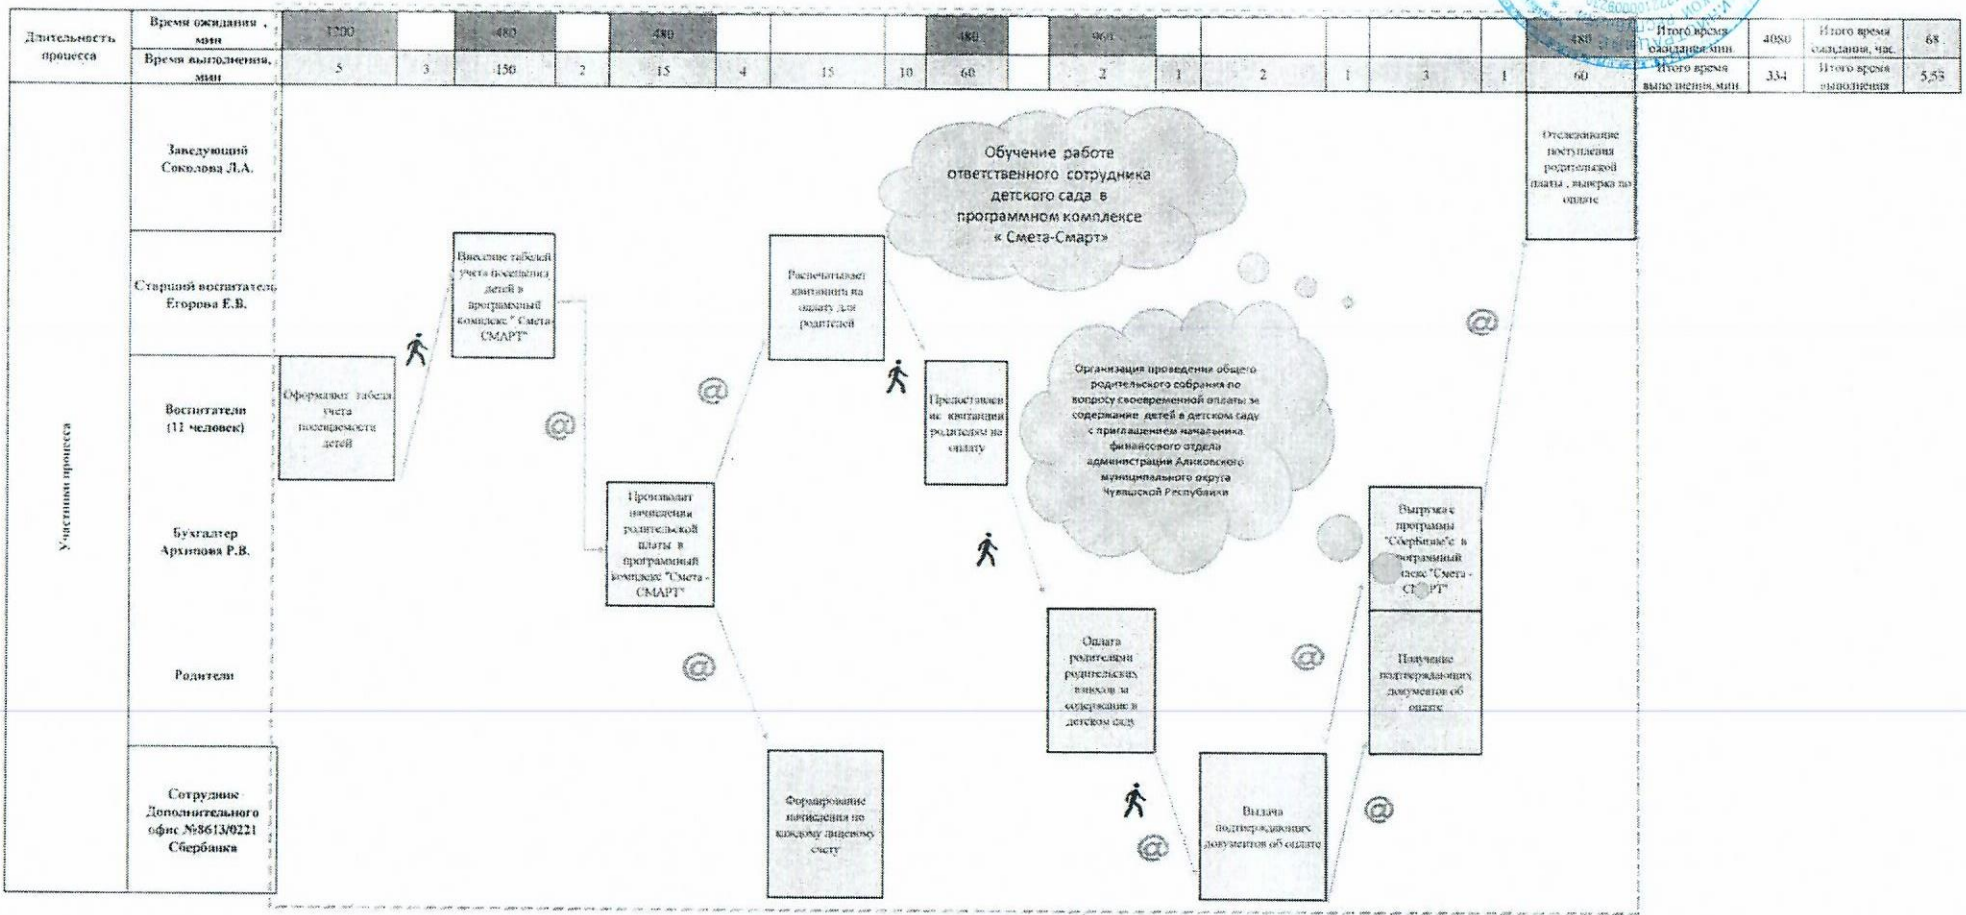 Длительность
процесса
Время ожидания ,
мин
1200
480
480
480
960
480
Итого время
ожидания, мин
4080
Итого время
ожидания, час.
68
Время выполнения,
мин
5
3
150
2
15
4
15
10
60
2
1
2
1
3
1
60
Итого время
выполнения, мин
334
Итого время
выполнения
5,53
Участники процесса
Заведующий
Соколова Л.А.
Обучение работе
ответственного сотрудника
детского сада в
программном комплексе
« Смета-Смарт»
Отслеживание
поступления
родительской
платы , выверка по
оплате
Старший воспитатель
Егорова Е.В.
Внесение табелей
учета посещения
детей в
программный
комплекс " Смета-
СМАРТ"
Распечатывает
квитанции на
оплату для
родителей
@
Воспитатели
(11 человек)
Оформляют табеля
учета
посещаемости
детей
@
@
Предоставлен
ие квитанции
родителям на
оплату
Организация проведения общего
родительского собрания по
вопросу своевременной оплаты за
содержание детей в детском саду
с приглашением начальника
финансового отдела
администрации Аликовского
муниципального округа
Чувашской Республики
Бухгалтер
Архипова Р.В.
Производит
начисления
родительской
платы в
программный
комплекс "Смета -
СМАРТ"
Выгрузка с
программы
"СберБизнес"
в
Родители
@
Оплата
родителями
родительских
взносов за
содержание в
детском саду
@
Получение
подтверждающих
документов об
оплате
Сотрудник
Дополнительного
офис №8613/0221
Сбербанка
Формирование
начисления по
каждому лицевому
счету
@
Выдача
подтверждающих
документов об оплате
@